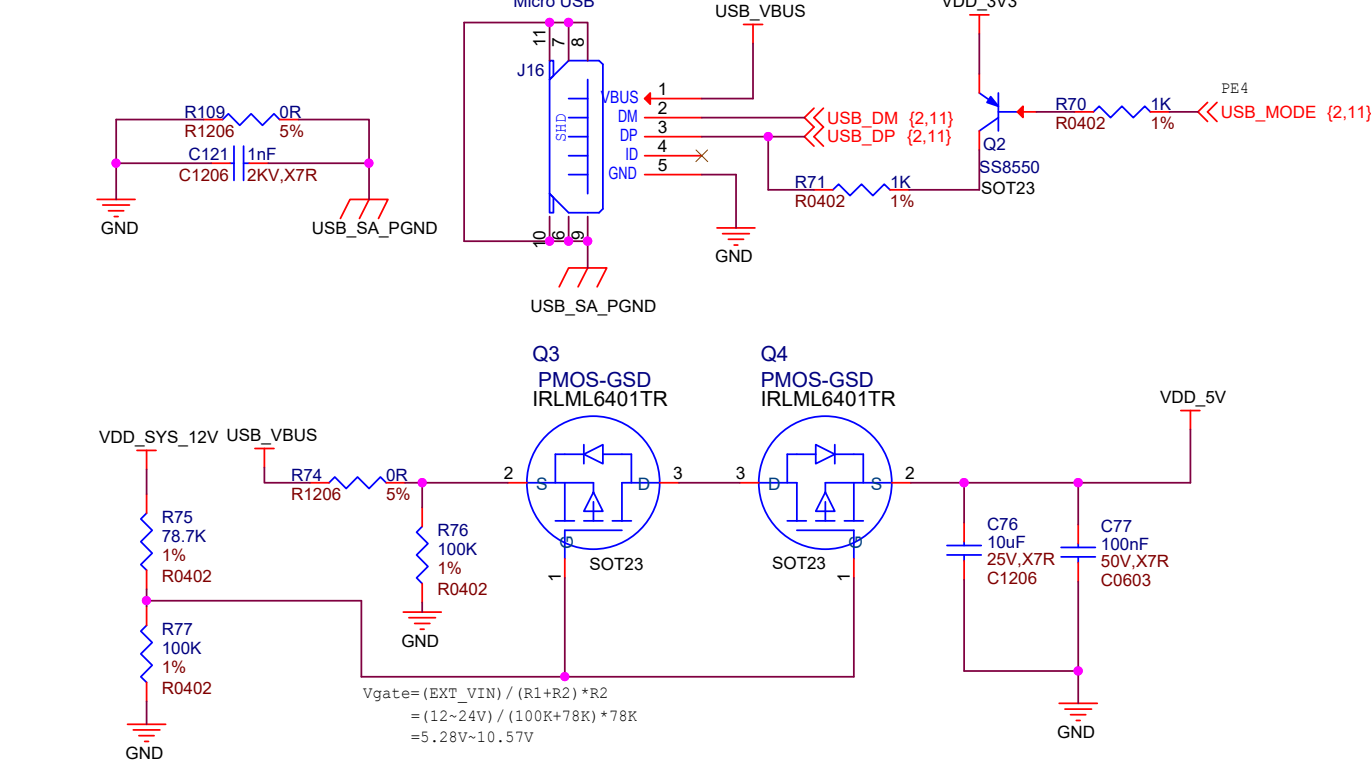 Micro USB
USB_VBUS
VDD_3V3
11
7
8
J16
SHD
VBUS
DM
DP
ID
GND
1
2
3
4
5
10
6
9
USB_SA_PGND
GND
USB_DM {2,11}
USB_DP {2,11}
R71 1K
R0402 1%
Q2
SS8550
SOT23
R70 1K
R0402 1%
PE4
USB_MODE {2,11}
R109 0R
R1206 5%
C121 1nF
C1206 2KV,X7R
GND
USB_SA_PGND
Q3
PMOS-GSD
IRLML6401TR
Q4
PMOS-GSD
IRLML6401TR
VDD_5V
VDD_SYS_12V
USB_VBUS
R74 0R
R1206 5%
2
S
D
3
G
1
SOT23
3
D
S
2
G
1
SOT23
R75
78.7K
1%
R0402
R76
100K
1%
R0402
GND
R77
100K
1%
R0402
GND
C76
10uF
25V,X7R
C1206
C77
100nF
50V,X7R
C0603
GND
Vgate=(EXT_VIN)/(R1+R2)*R2
=(12~24V)/(100K+78K)*78K
=5.28V~10.57V